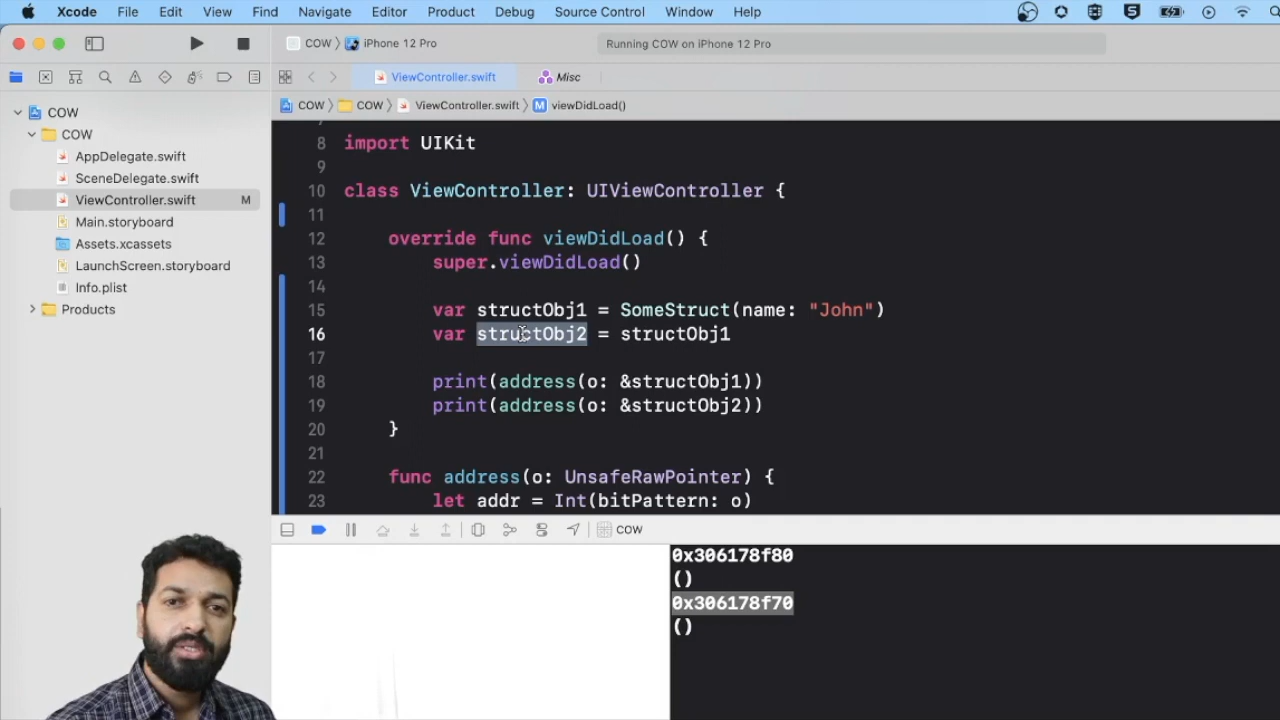 Xcode File Edit View Find Navigate Editor Product Debug Source Control Window Help
COW iPhone 12 Pro Running COW on iPhone 12 Pro
ViewController.swift Misc
COW COW ViewController.swift M viewDidLoad()
COW
COW
AppDelegate.swift
SceneDelegate.swift
ViewController.swift M
Main.storyboard
Assets.xcassets
LaunchScreen.storyboard
Info.plist
Products
8 import UIKit
9
10 class ViewController: UIViewController {
11
12 override func viewDidLoad() {
13 super.viewDidLoad()
14
15 var structObj1 = SomeStruct(name: "John")
16 var structObj2 = structObj1
17
18 print(address(o: &structObj1))
19 print(address(o: &structObj2))
20 }
21
22 func address(o: UnsafeRawPointer) {
23 let addr = Int(bitPattern: o)
COW
0x306178f80
()
0x306178f70
()